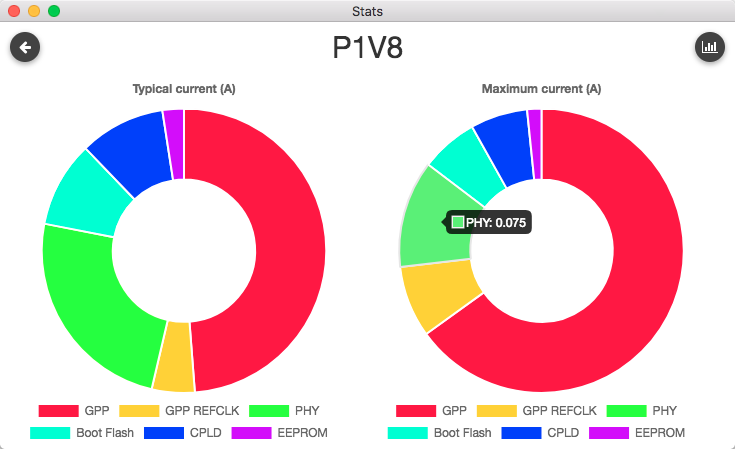 Stats
P1V8
Typical current (A)
Maximum current (A)
PHY: 0.075
GPP GPP REFCLK PHY
Boot Flash CPLD EEPROM
GPP GPP REFCLK PHY
Boot Flash CPLD EEPROM